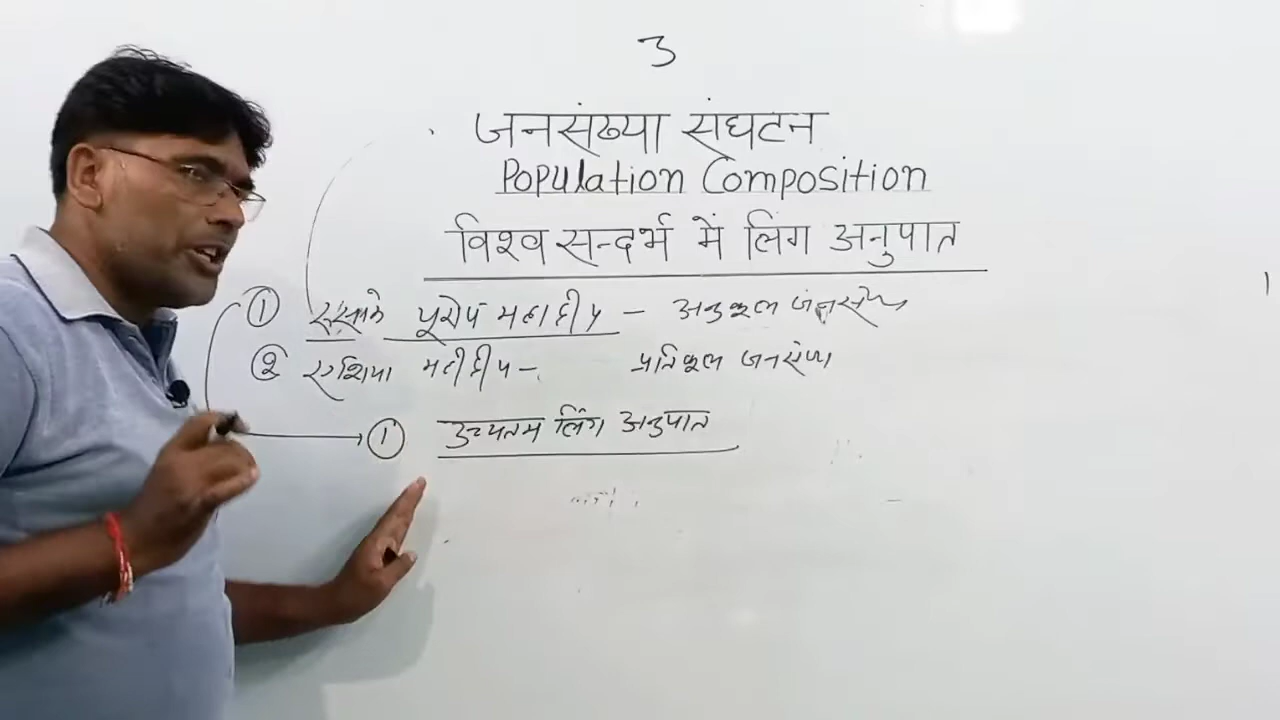 3
जनसंख्या संघटन
Population Composition
विश्व सन्दर्भ में लिंग अनुपात
① यूरोप महाद्वीप – अनुकूल जनसंख्या
② एशिया महाद्वीप – प्रतिकूल जनसंख्या
① उच्चतम लिंग अनुपात